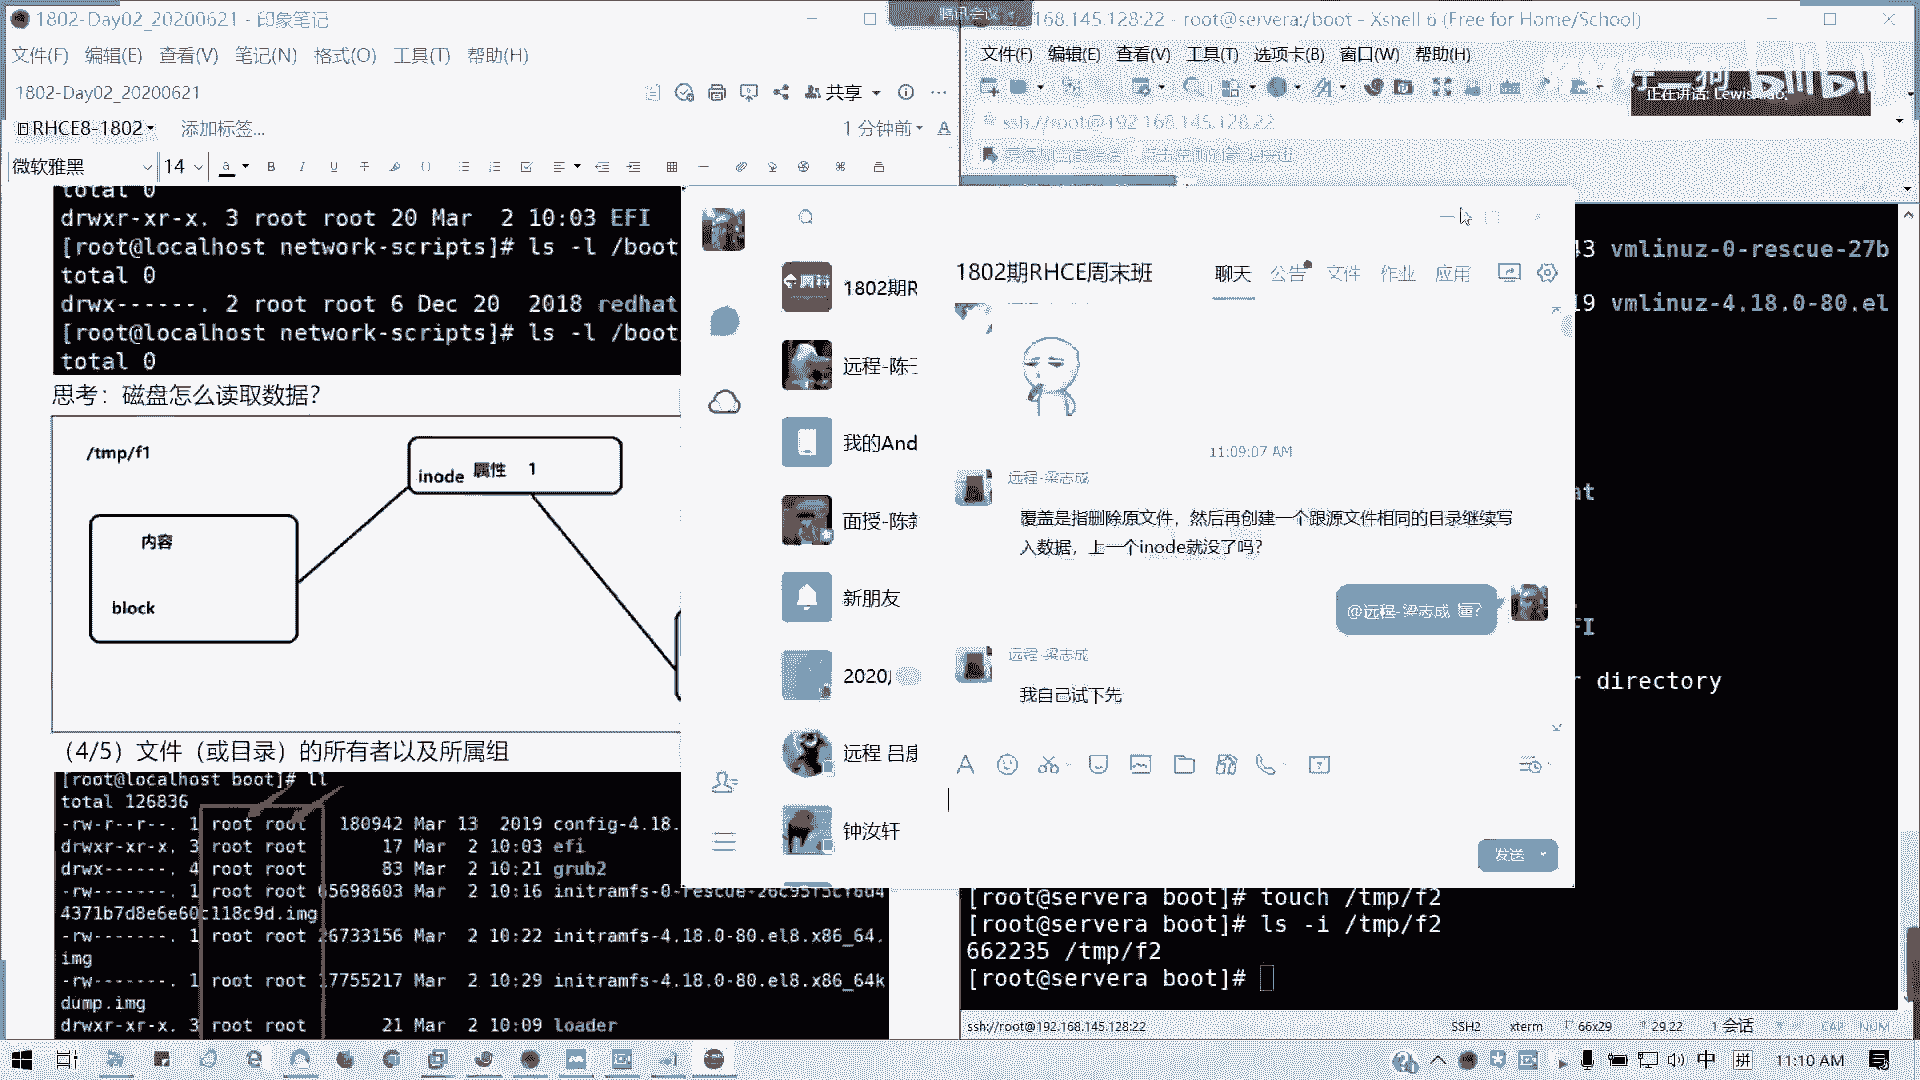 1802-Day02_20200621 - 印象笔记
文件(F) 编辑(E) 查看(V) 笔记(N) 格式(O) 工具(T) 帮助(H)
1802-Day02_20200621
共享
RHCE8-1802
添加标签...
1 分钟前
微软雅黑
14
total 0
drwxr-xr-x. 3 root root 20 Mar  2 10:03 EFI
[root@localhost network-scripts]# ls -l /boot
total 0
drwx------. 2 root root 6 Dec 20  2018 redhat
[root@localhost network-scripts]# ls -l /boot
total 0
思考：磁盘怎么读取数据？
/tmp/f1
inode 属性 1
内容
block
（4/5）文件（或目录）的所有者以及所属组
[root@localhost boot]# ll
total 126836
-rw-r--r--. 1 root root 180942 Mar 13  2019 config-4.18.
drwxr-xr-x. 3 root root 17 Mar  2 10:03 efi
drwx------. 4 root root 83 Mar  2 10:21 grub2
-rw-------. 1 root root 65698603 Mar  2 10:16 initramfs-0-rescue-26c95f5cf6d4
4371b7d8e6e60c118c9d.img
-rw-------. 1 root root 26733156 Mar  2 10:22 initramfs-4.18.0-80.el8.x86_64.
img
-rw-------. 1 root root 17755217 Mar  2 10:29 initramfs-4.18.0-80.el8.x86_64k
dump.img
drwxr-xr-x. 3 root root 21 Mar  2 10:09 loader
腾讯会议
168.145.128:22 - root@servera:/boot - Xshell 6 (Free for Home/School)
文件(F) 编辑(E) 查看(V) 工具(T) 选项卡(B) 窗口(W) 帮助(H)
正在讲话: Lewis
ssh://root@192.168.145.128:22
1802期R
远程-陈
我的And
面授-陈
新朋友
2020
远程 吕
钟汝轩
1802期RHCE周末班
聊天 公告 文件 作业 应用
11:09:07 AM
远程-梁志成
覆盖是指删除原文件，然后再创建一个跟源文件相同的目录继续写
入数据，上一个inode就没了吗？
@远程-梁志成
远程-梁志成
我自己试下先
发送
43 vmlinuz-0-rescue-27b
19 vmlinuz-4.18.0-80.el
at
FI
r directory
[root@servera boot]# touch /tmp/f2
[root@servera boot]# ls -i /tmp/f2
662235 /tmp/f2
[root@servera boot]#
ssh://root@192.168.145.128:22
SSH2
xterm
66x29
29,22
1 会话
CAP NUM
中
拼
11:10 AM